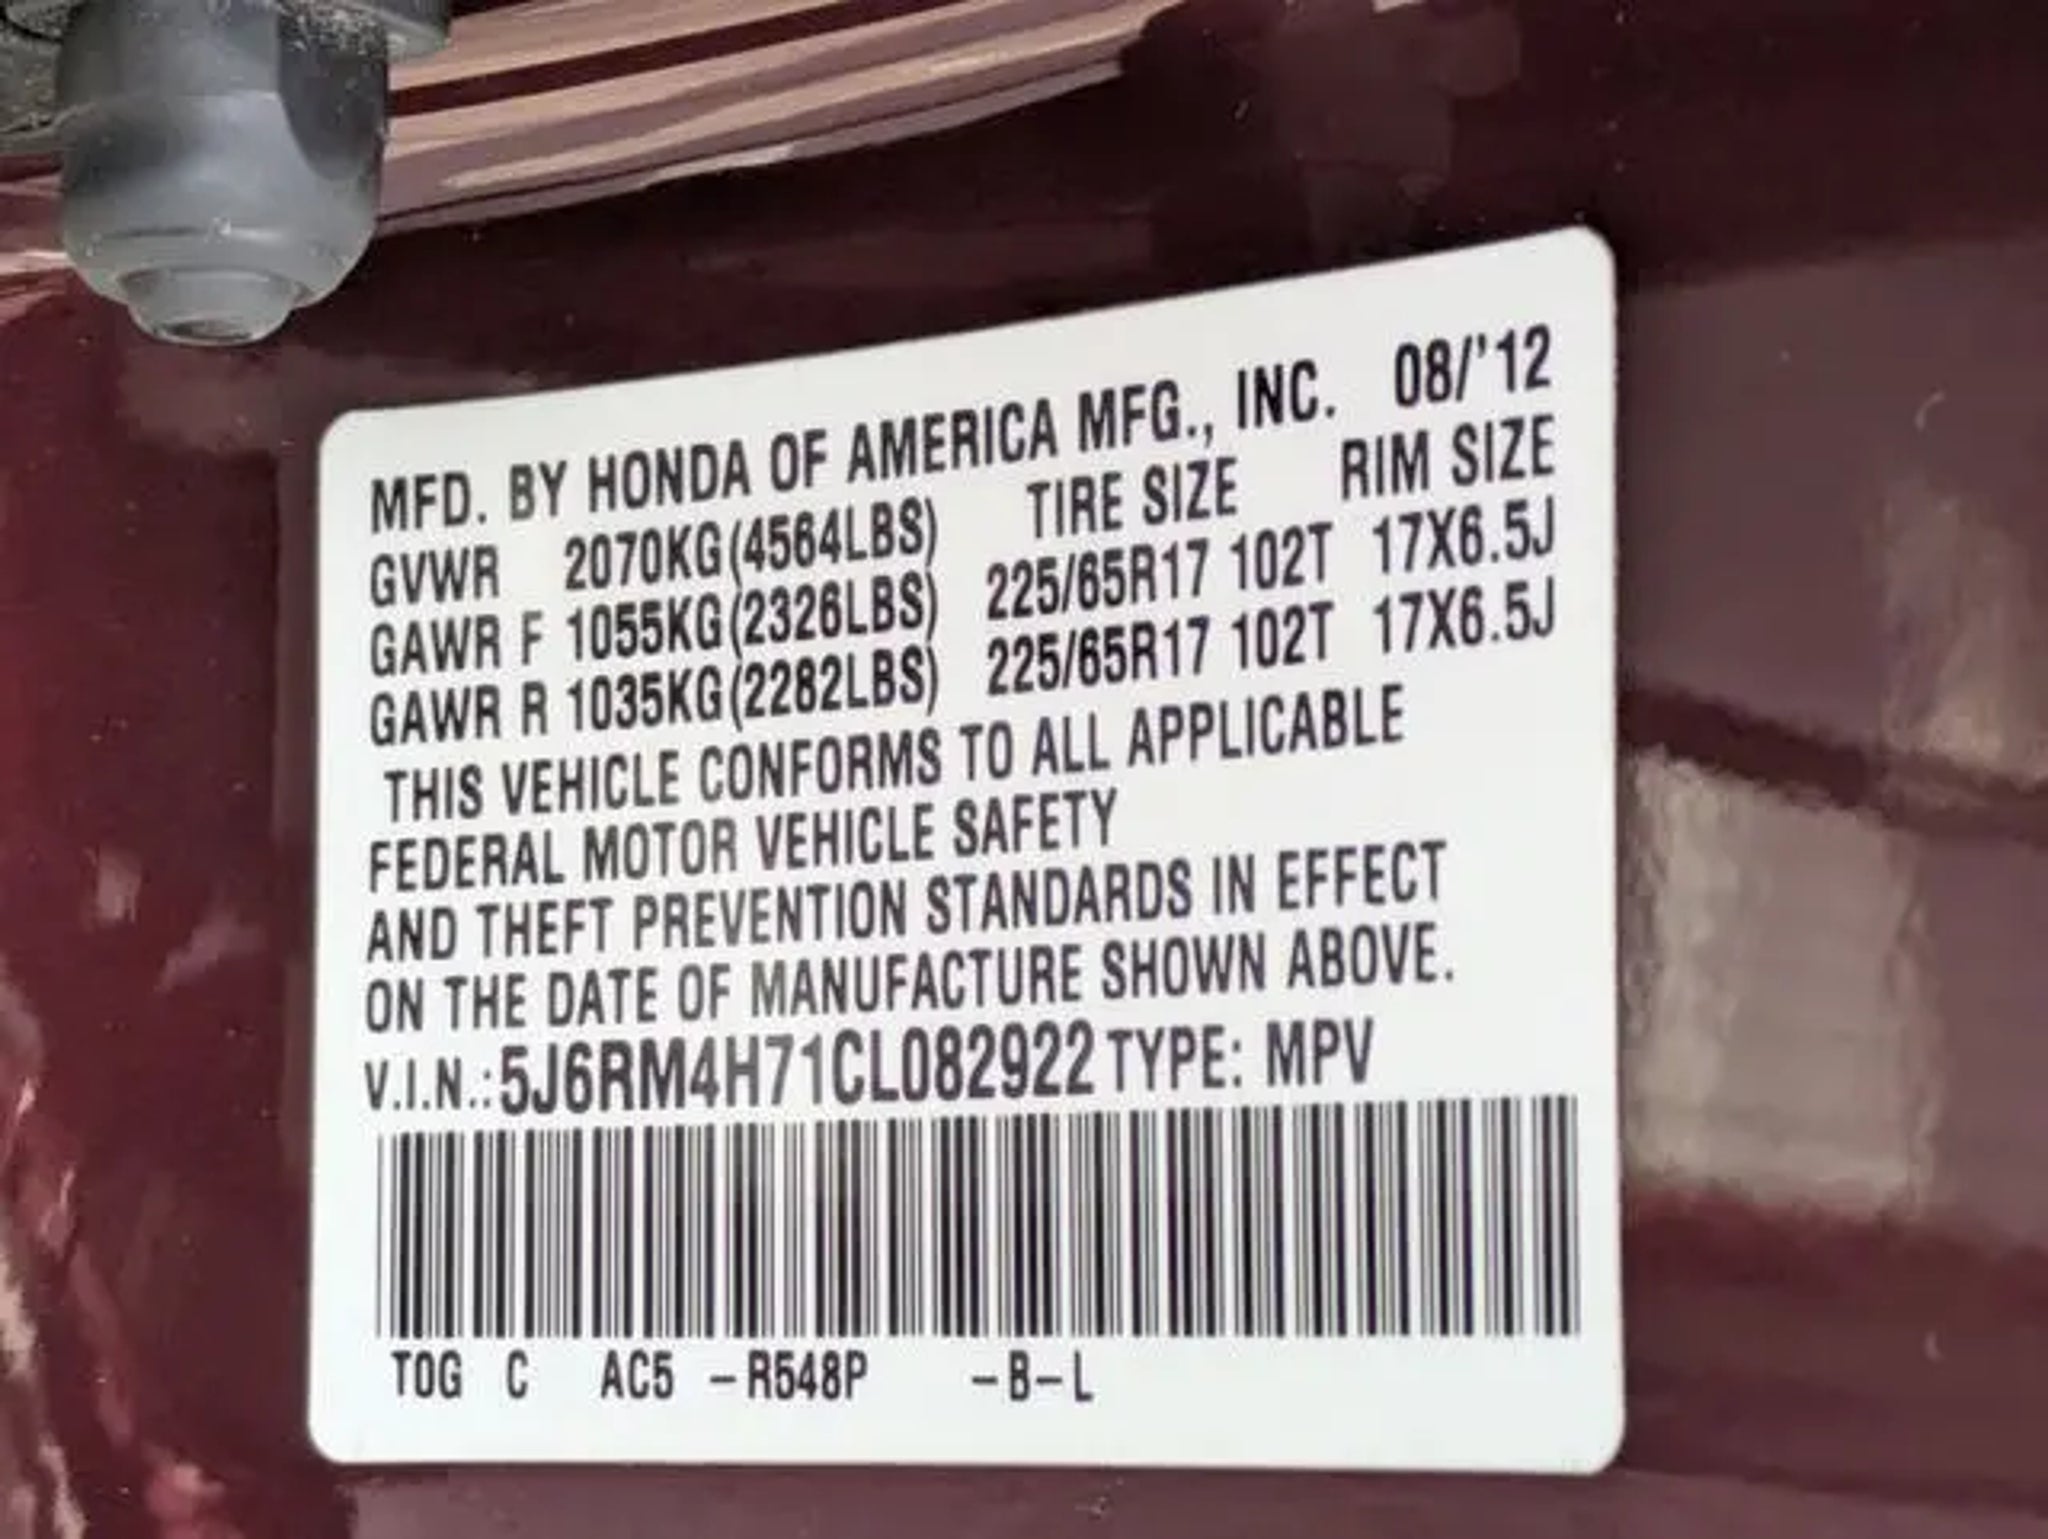 MFD. BY HONDA OF AMERICA MFG., INC. 08/'12
GVWR 2070KG(4564LBS) TIRE SIZE RIM SIZE
GAWR F 1055KG(2326LBS) 225/65R17 102T 17X6.5J
GAWR R 1035KG(2282LBS) 225/65R17 102T 17X6.5J
THIS VEHICLE CONFORMS TO ALL APPLICABLE
FEDERAL MOTOR VEHICLE SAFETY
AND THEFT PREVENTION STANDARDS IN EFFECT
ON THE DATE OF MANUFACTURE SHOWN ABOVE.
V.I.N.:5J6RM4H71CL082922 TYPE: MPV
T0G C AC5 -R548P -B-L